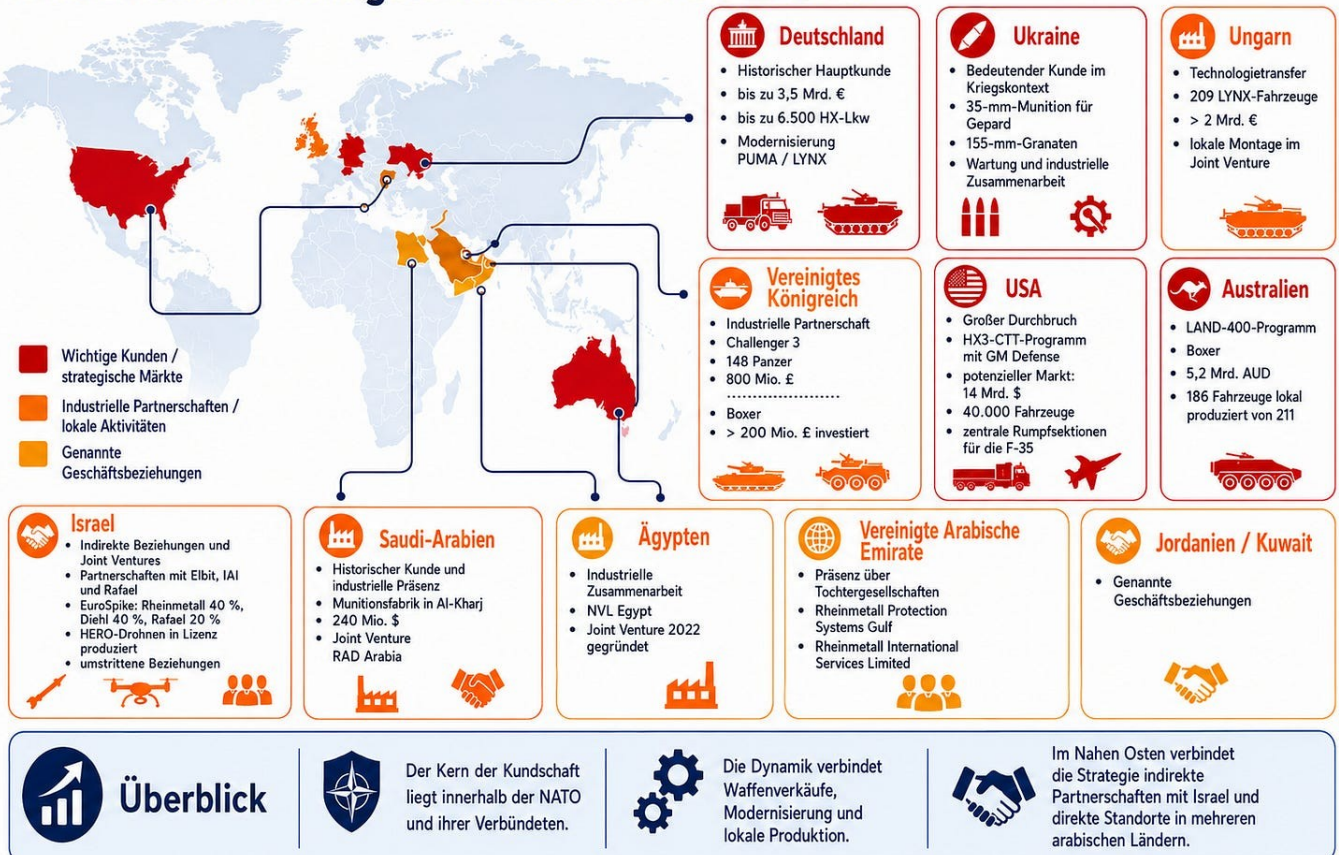 Deutschland
• Historischer Hauptkunde
• bis zu 3,5 Mrd. €
• bis zu 6.500 HX-Lkw
• Modernisierung
PUMA / LYNX
Ukraine
• Bedeutender Kunde im
Kriegskontext
• 35-mm-Munition für
Gepard
• 155-mm-Granaten
• Wartung und industrielle
Zusammenarbeit
Ungarn
• Technologietransfer
• 209 LYNX-Fahrzeuge
• > 2 Mrd. €
• lokale Montage im
Joint Venture
Vereinigtes
Königreich
• Industrielle Partnerschaft
• Challenger 3
• 148 Panzer
• 800 Mio. £
• Boxer
• > 200 Mio. £ investiert
USA
• Großer Durchbruch
• HX3-CTT-Programm
mit GM Defense
• potenzieller Markt:
14 Mrd. $
• 40.000 Fahrzeuge
• zentrale Rumpfsektionen
für die F-35
Australien
• LAND-400-Programm
• Boxer
• 5,2 Mrd. AUD
• 186 Fahrzeuge lokal
produziert von 211
Wichtige Kunden /
strategische Märkte
Industrielle Partnerschaften /
lokale Aktivitäten
Genannte
Geschäftsbeziehungen
Israel
• Indirekte Beziehungen und
Joint Ventures
• Partnerschaften mit Elbit, IAI
und Rafael
• EuroSpike: Rheinmetall 40 %,
Diehl 40 %, Rafael 20 %
• HERO-Drohnen in Lizenz
produziert
• umstrittene Beziehungen
Saudi-Arabien
• Historischer Kunde und
industrielle Präsenz
• Munitionsfabrik in Al-Kharj
• 240 Mio. $
• Joint Venture
RAD Arabia
Ägypten
• Industrielle
Zusammenarbeit
• NVL Egypt
• Joint Venture 2022
gegründet
Vereinigte Arabische
Emirate
• Präsenz über
Tochtergesellschaften
• Rheinmetall Protection
Systems Gulf
• Rheinmetall International
Services Limited
Jordanien / Kuwait
• Genannte
Geschäftsbeziehungen
Überblick
Der Kern der Kundschaft
liegt innerhalb der NATO
und ihrer Verbündeten.
Die Dynamik verbindet
Waffenverkäufe,
Modernisierung und
lokale Produktion.
Im Nahen Osten verbindet
die Strategie indirekte
Partnerschaften mit Israel und
direkte Standorte in mehreren
arabischen Ländern.